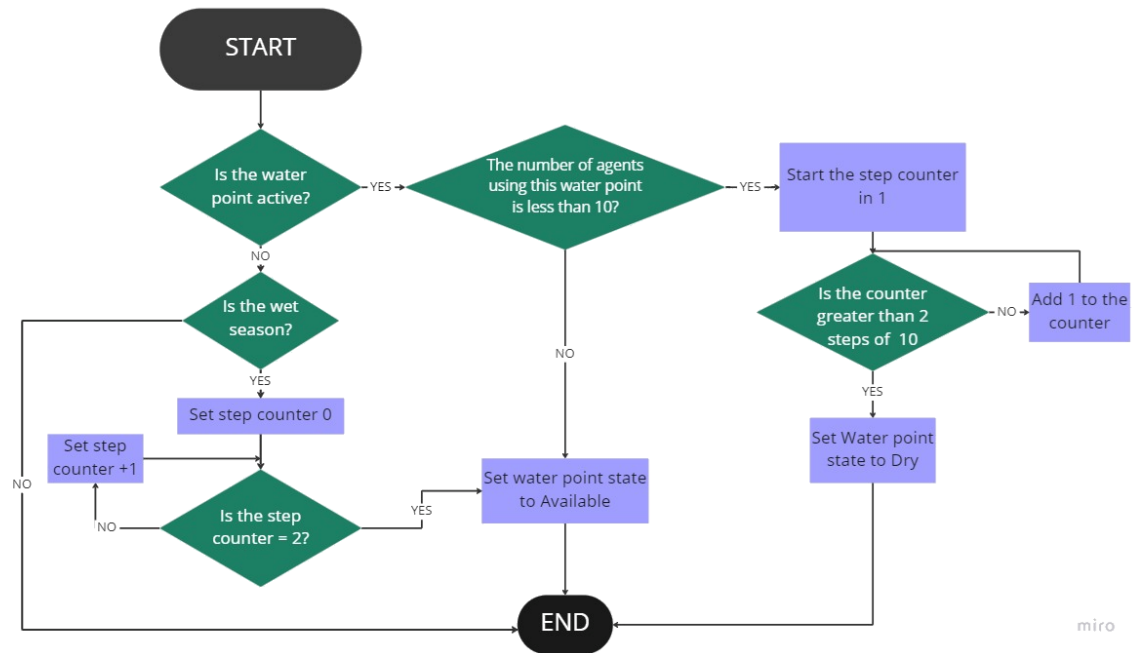 START
Is the water
point active?
YES
The number of agents
using this water point
is less than 10?
YES
Start the step counter
in 1
NO
Is the wet
season?
Is the counter
greater than 2
steps of 10
NO
Add 1 to the
counter
NO
YES
YES
Set step counter 0
Set Water point
state to Dry
Set step
counter +1
NO
Is the step
counter = 2?
NO
YES
Set water point state
to Available
END
miro